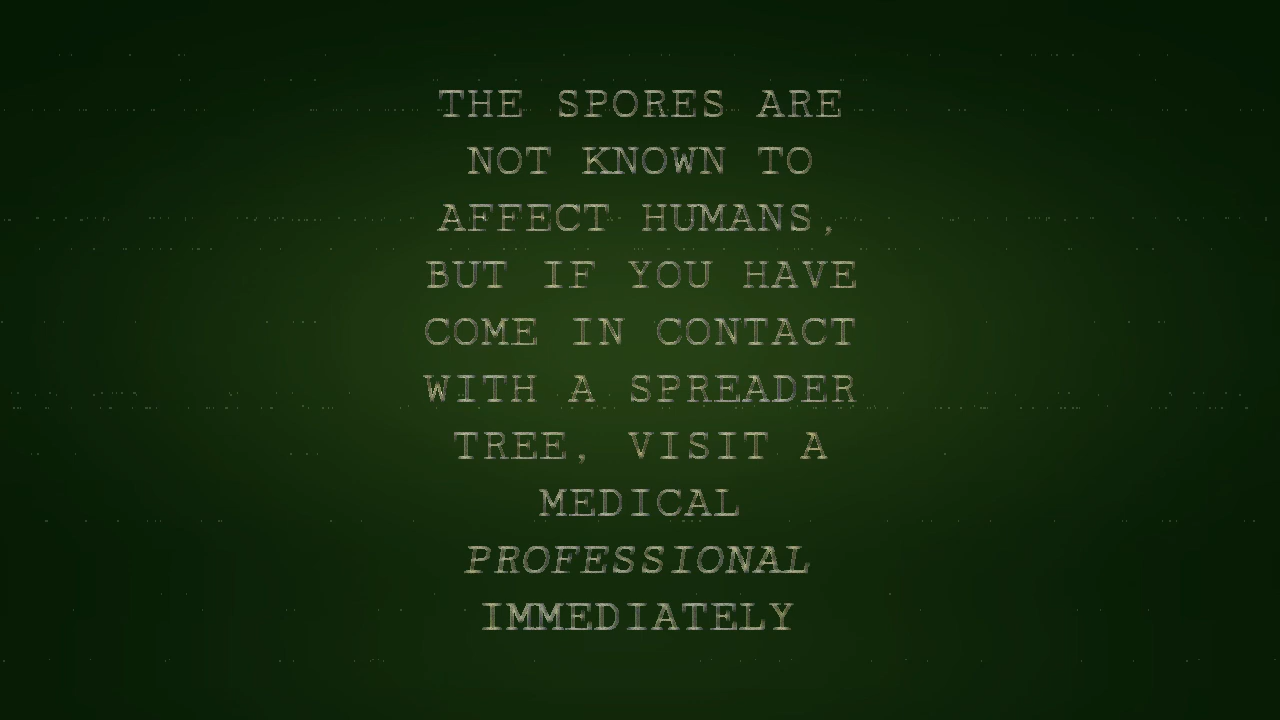 THE SPORES ARE
NOT KNOWN TO
AFFECT HUMANS,
BUT IF YOU HAVE
COME IN CONTACT
WITH A SPREADER
TREE, VISIT A
MEDICAL
PROFESSIONAL
IMMEDIATELY